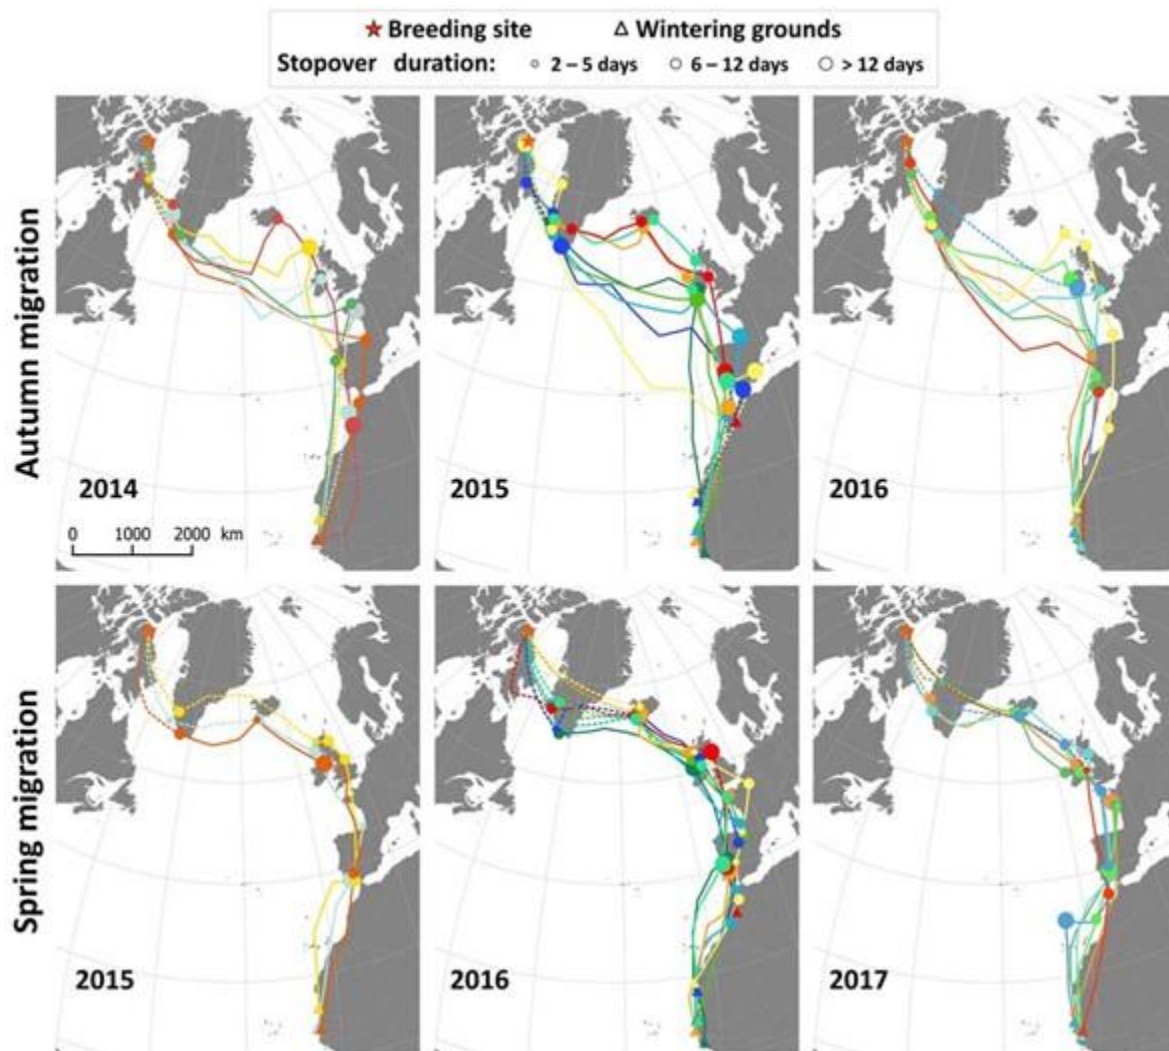 Breeding site Wintering grounds
Stopover duration: 2 – 5 days 6 – 12 days > 12 days
Autumn migration
2014
0 1000 2000 km
2015
2016
Spring migration
2015
2016
2017